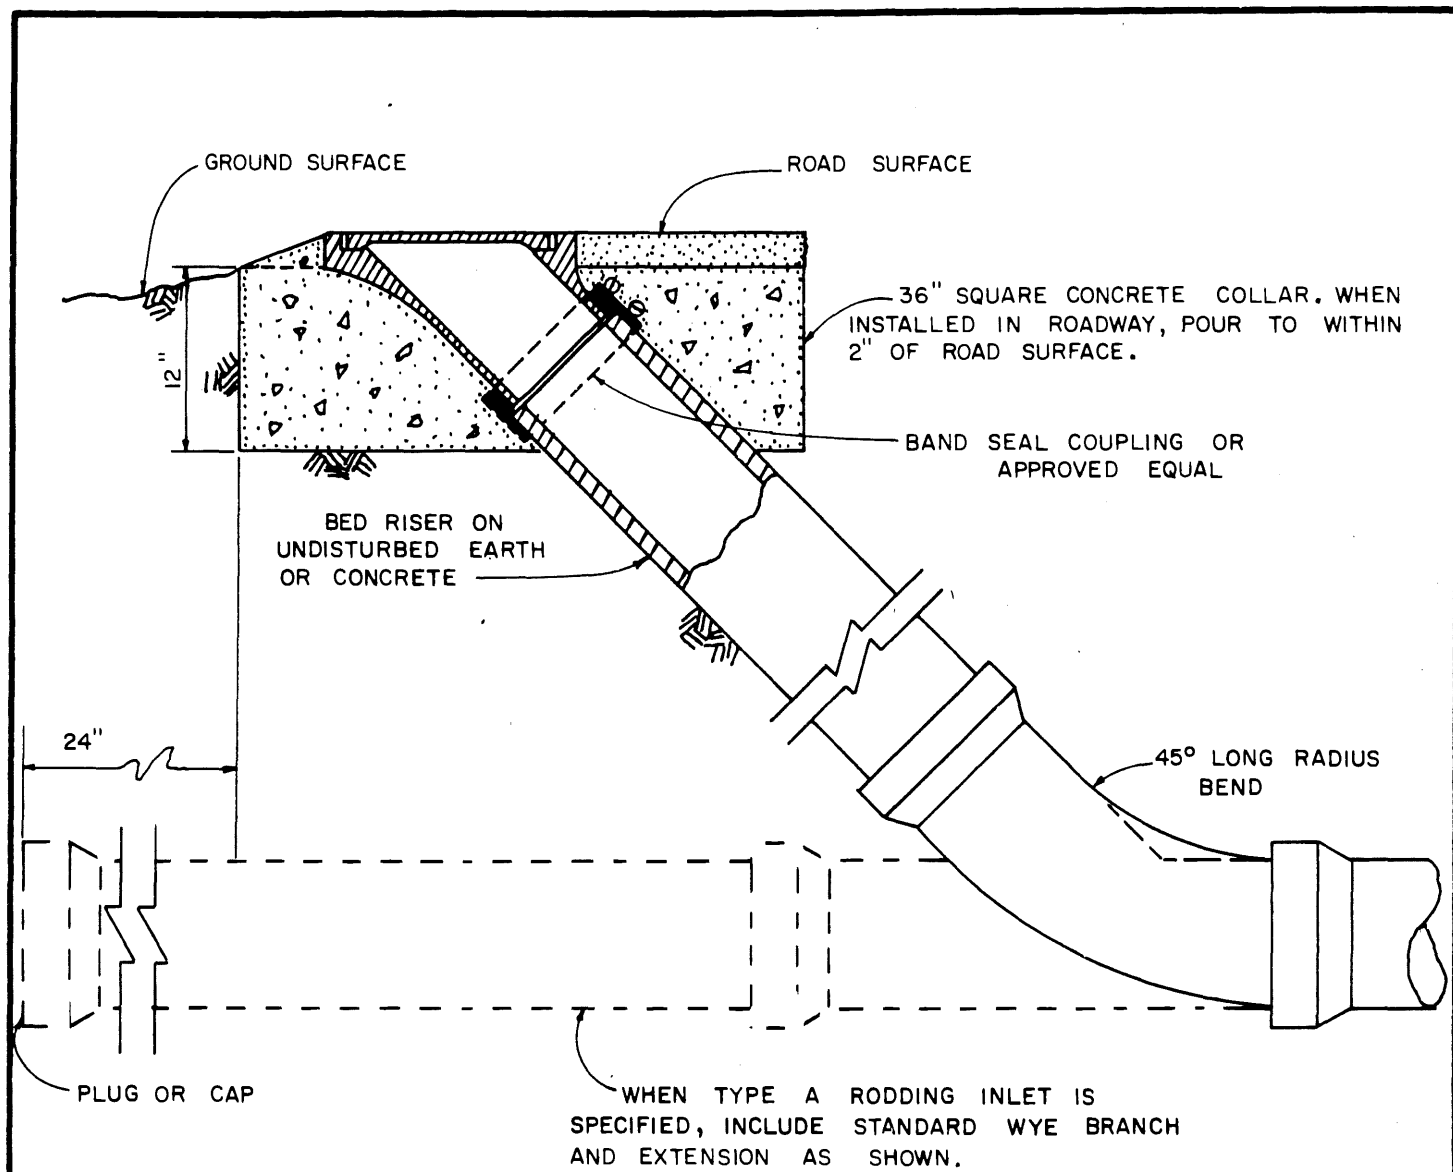 GROUND SURFACE
ROAD SURFACE
36" SQUARE CONCRETE COLLAR. WHEN
INSTALLED IN ROADWAY, POUR TO WITHIN
2" OF ROAD SURFACE.
12"
BAND SEAL COUPLING OR
APPROVED EQUAL
BED RISER ON
UNDISTURBED EARTH
OR CONCRETE
24"
45° LONG RADIUS
BEND
PLUG OR CAP
WHEN TYPE A RODDING INLET IS
SPECIFIED, INCLUDE STANDARD WYE BRANCH
AND EXTENSION AS SHOWN.